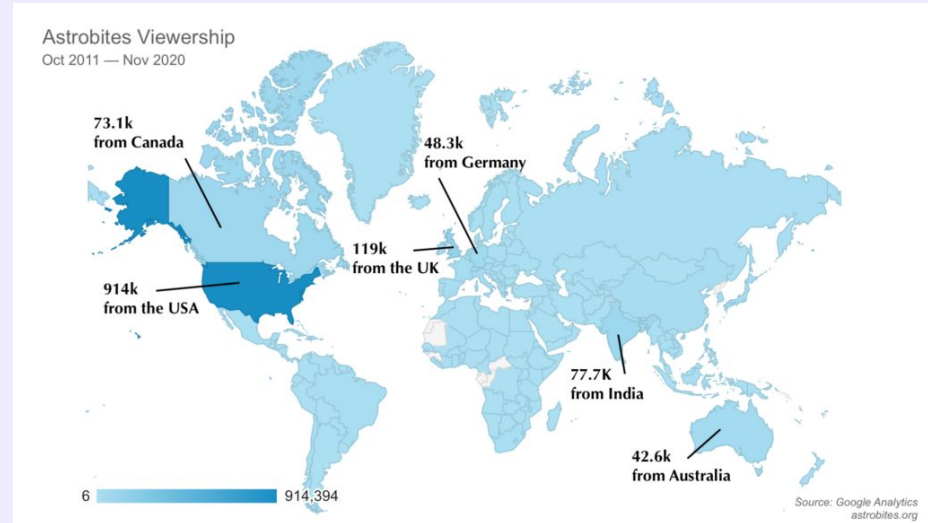 Astrobites Viewership
Oct 2011 — Nov 2020
73.1k
from Canada
48.3k
from Germany
119k
from the UK
914k
from the USA
77.7K
from India
42.6k
from Australia
6
914,394
Source: Google Analytics
astrobites.org